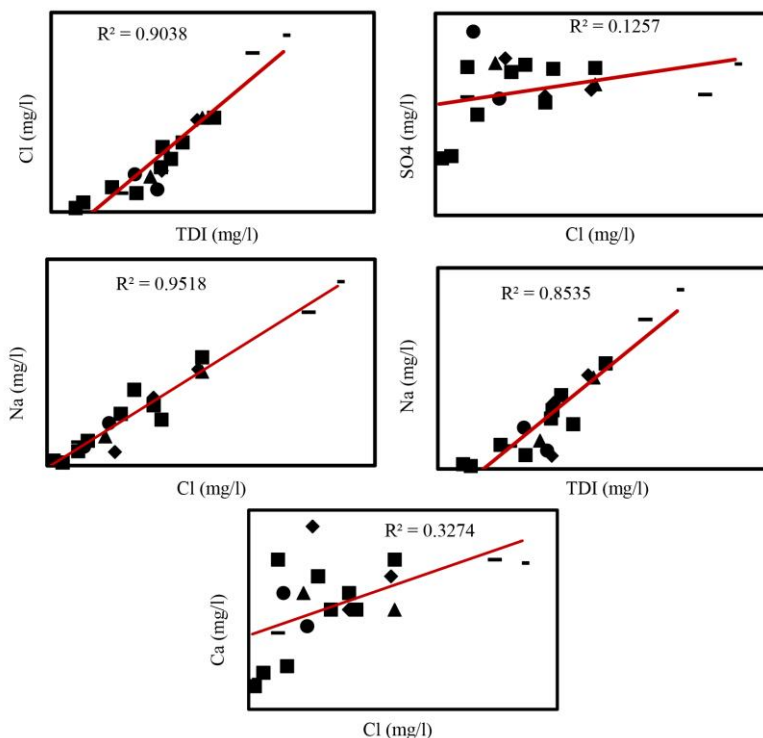 R² = 0.9038
Cl (mg/l)
TDI (mg/l)
R² = 0.1257
SO4 (mg/l)
Cl (mg/l)
R² = 0.9518
Na (mg/l)
Cl (mg/l)
R² = 0.8535
Na (mg/l)
TDI (mg/l)
R² = 0.3274
Ca (mg/l)
Cl (mg/l)